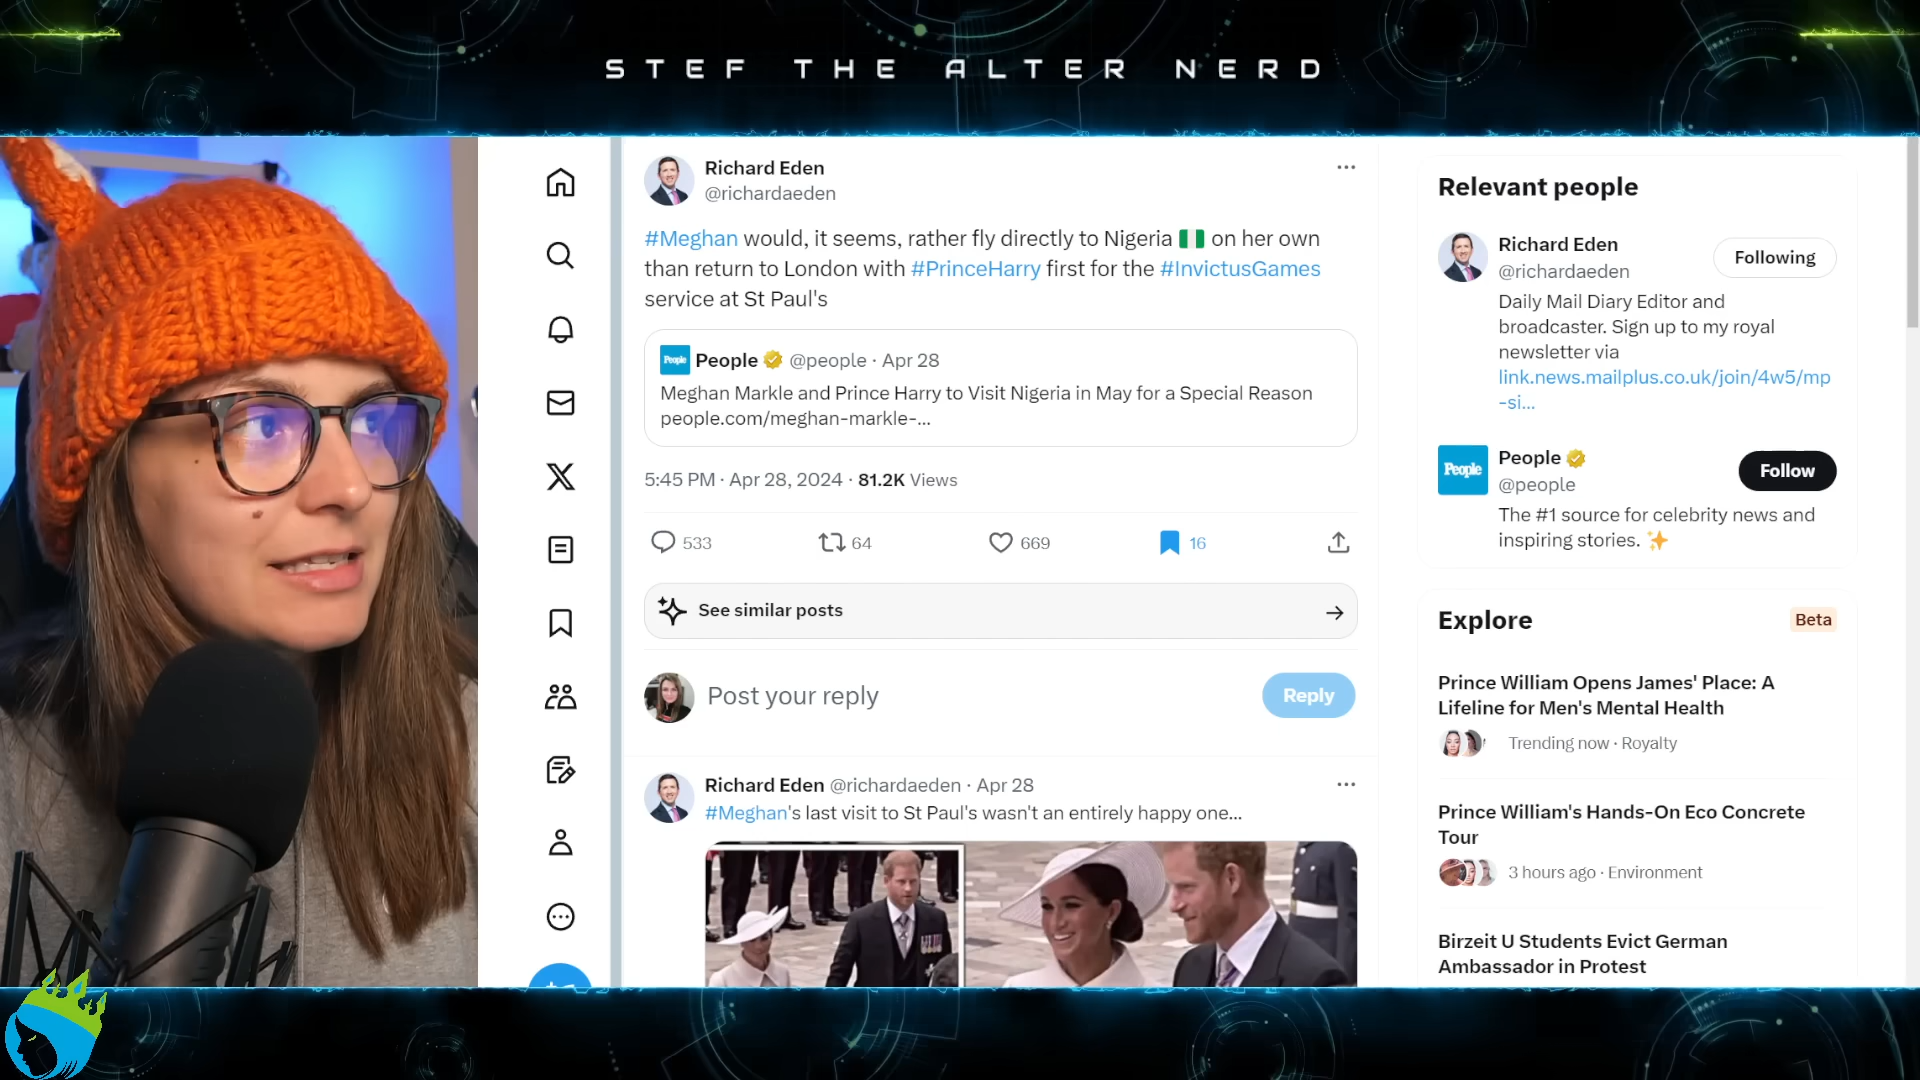 STEF THE ALTER NERD
Richard Eden
@richardaeden
#Meghan would, it seems, rather fly directly to Nigeria 🇳🇬 on her own
than return to London with #PrinceHarry first for the #InvictusGames
service at St Paul's
People
People @people · Apr 28
Meghan Markle and Prince Harry to Visit Nigeria in May for a Special Reason
people.com/meghan-markle-...
5:45 PM · Apr 28, 2024 · 81.2K Views
533 64 669 16
See similar posts
Post your reply
Reply
Richard Eden @richardaeden · Apr 28
#Meghan's last visit to St Paul's wasn't an entirely happy one...
Relevant people
Richard Eden
@richardaeden
Following
Daily Mail Diary Editor and
broadcaster. Sign up to my royal
newsletter via
link.news.mailplus.co.uk/join/4w5/mp
-si...
People
People
@people
Follow
The #1 source for celebrity news and
inspiring stories. ✨
Explore
Beta
Prince William Opens James' Place: A
Lifeline for Men's Mental Health
Trending now · Royalty
Prince William's Hands-On Eco Concrete
Tour
3 hours ago · Environment
Birzeit U Students Evict German
Ambassador in Protest